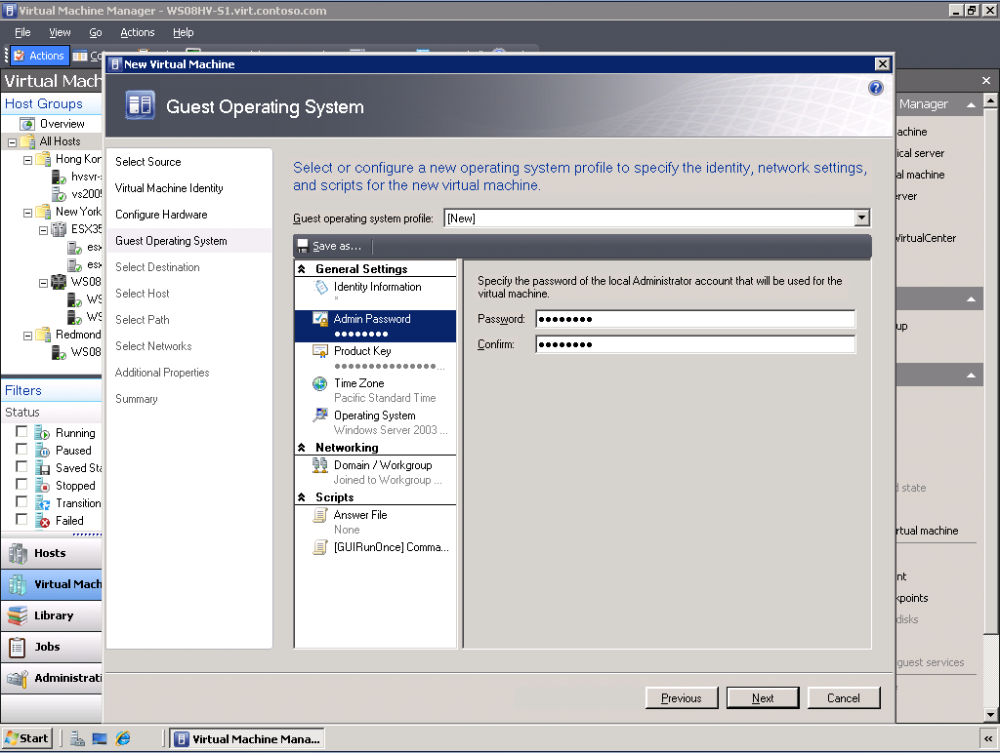 Virtual Machine Manager - WS08HV-S1.virt.contoso.com
File View Go Actions Help
Actions
Virtual Mach
Host Groups
Overview
All Hosts
Hong Kon
hvsvr-
vs2005
New York
ESX35
esx
esx
WS08
WS
WS
Redmond
WS08
Filters
Status
Running
Paused
Saved Sta
Stopped
Transition
Failed
Hosts
Virtual Mach
Library
Jobs
Administrati
New Virtual Machine
Guest Operating System
Select Source
Virtual Machine Identity
Configure Hardware
Guest Operating System
Select Destination
Select Host
Select Path
Select Networks
Additional Properties
Summary
Select or configure a new operating system profile to specify the identity, network settings,
and scripts for the new virtual machine.
Guest operating system profile: [New]
Save as...
General Settings
Identity Information
*
Admin Password
●●●●●●●●
Product Key
●●●●●●●●●●●●●●●...
Time Zone
Pacific Standard Time
Operating System
Windows Server 2003 ...
Networking
Domain / Workgroup
Joined to Workgroup ...
Scripts
Answer File
None
[GUIRunOnce] Comma...
Specify the password of the local Administrator account that will be used for the
virtual machine.
Password: ●●●●●●●●
Confirm: ●●●●●●●●
Previous Next Cancel
Manager
achine
ical server
al machine
erver
VirtualCenter
up
d state
rtual machine
nt
kpoints
disks
guest services
Start
Virtual Machine Mana...